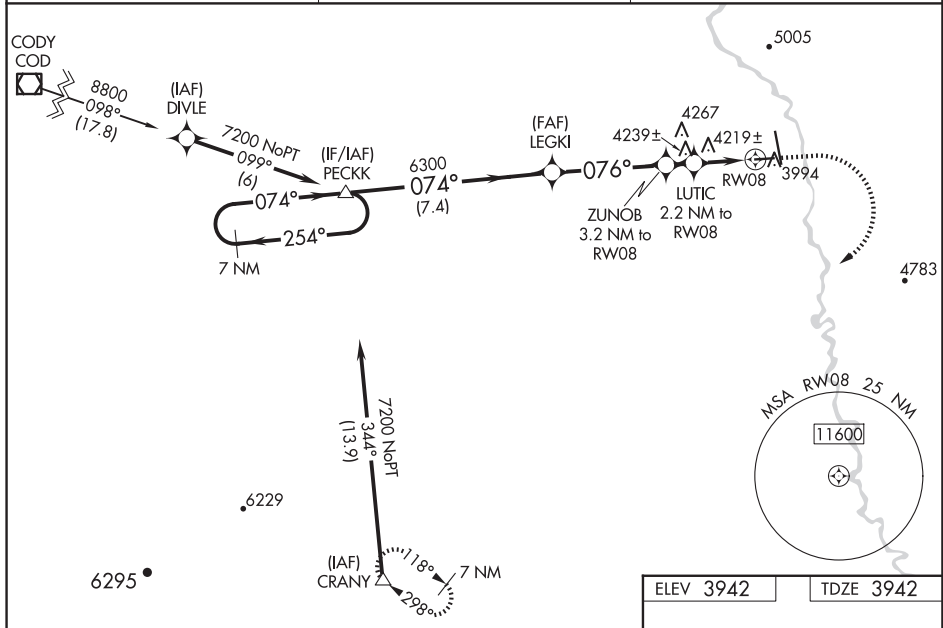 CODY
COD
8800
098°
(17.8)
(IAF)
DIVLE
7200 NoPT
099°
(6)
(IF/IAF)
PECKK
074°
254°
7 NM
6300
074°
(7.4)
(FAF)
LEGKI
076°
4239±
4267
4219±
5005
ZUNOB
3.2 NM to
RW08
LUTIC
2.2 NM to
RW08
RW08
3994
4783
7200 NoPT
344°
(13.9)
6229
6295
(IAF)
CRANY
118°
298°
7 NM
MSA RW08 25 NM
11600
ELEV 3942
TDZE 3942